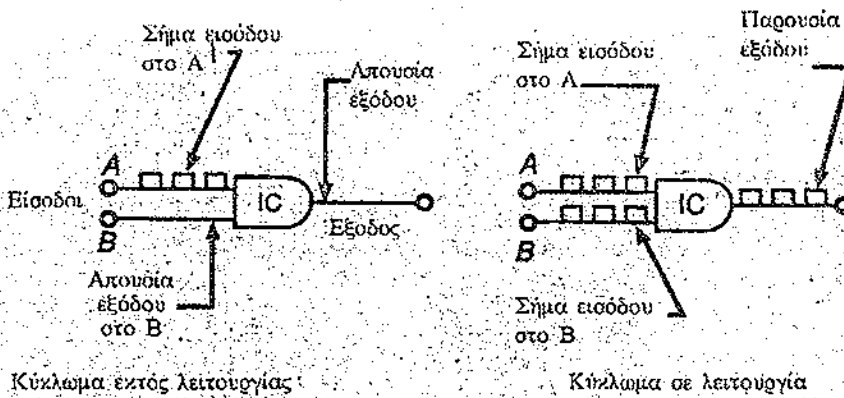 Σήμα εισόδου
στο A
Απουσία
εξόδου
A
Είσοδοι
IC
B
Έξοδος
Απουσία
εξόδου
στο B
Κύκλωμα εκτός λειτουργίας
Παρουσία
εξόδου
Σήμα εισόδου
στο A
A
IC
B
Σήμα εισόδου
στο B
Κύκλωμα σε λειτουργία